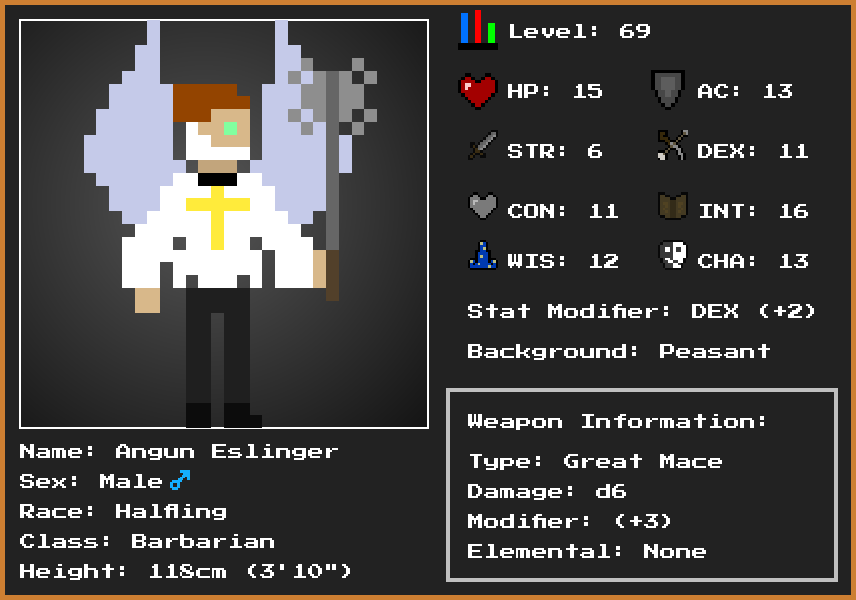 Level: 69
HP: 15 AC: 13
STR: 6 DEX: 11
CON: 11 INT: 16
WIS: 12 CHA: 13
Stat Modifier: DEX (+2)
Background: Peasant
Weapon Information:
Type: Great Mace
Damage: d6
Modifier: (+3)
Elemental: None
Name: Angun Eslinger
Sex: Male ♂
Race: Halfling
Class: Barbarian
Height: 118cm (3'10")